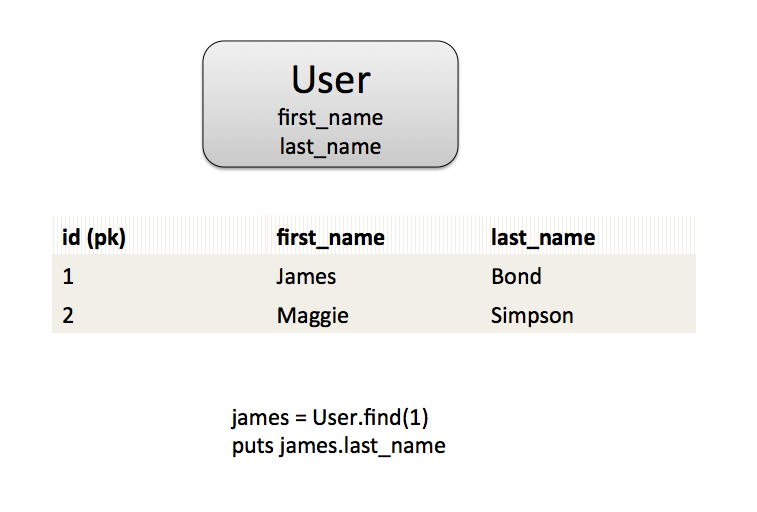 User
first_name
last_name
id (pk) first_name last_name
1 James Bond
2 Maggie Simpson
james = User.find(1)
puts james.last_name